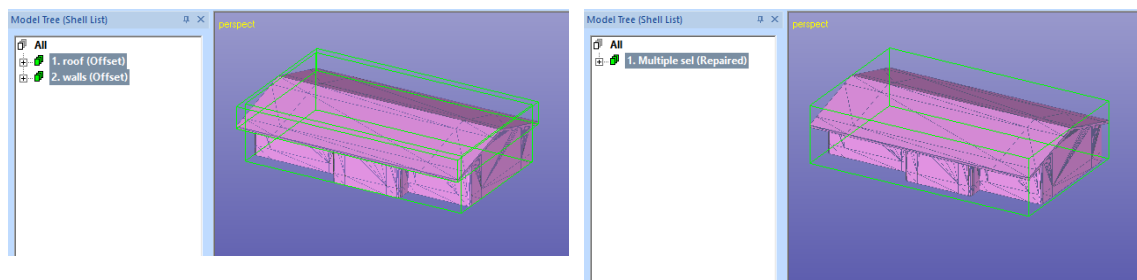 Model Tree (Shell List)
All
1. roof (Offset)
2. walls (Offset)
perspect
Model Tree (Shell List)
All
1. Multiple sel (Repaired)
perspect